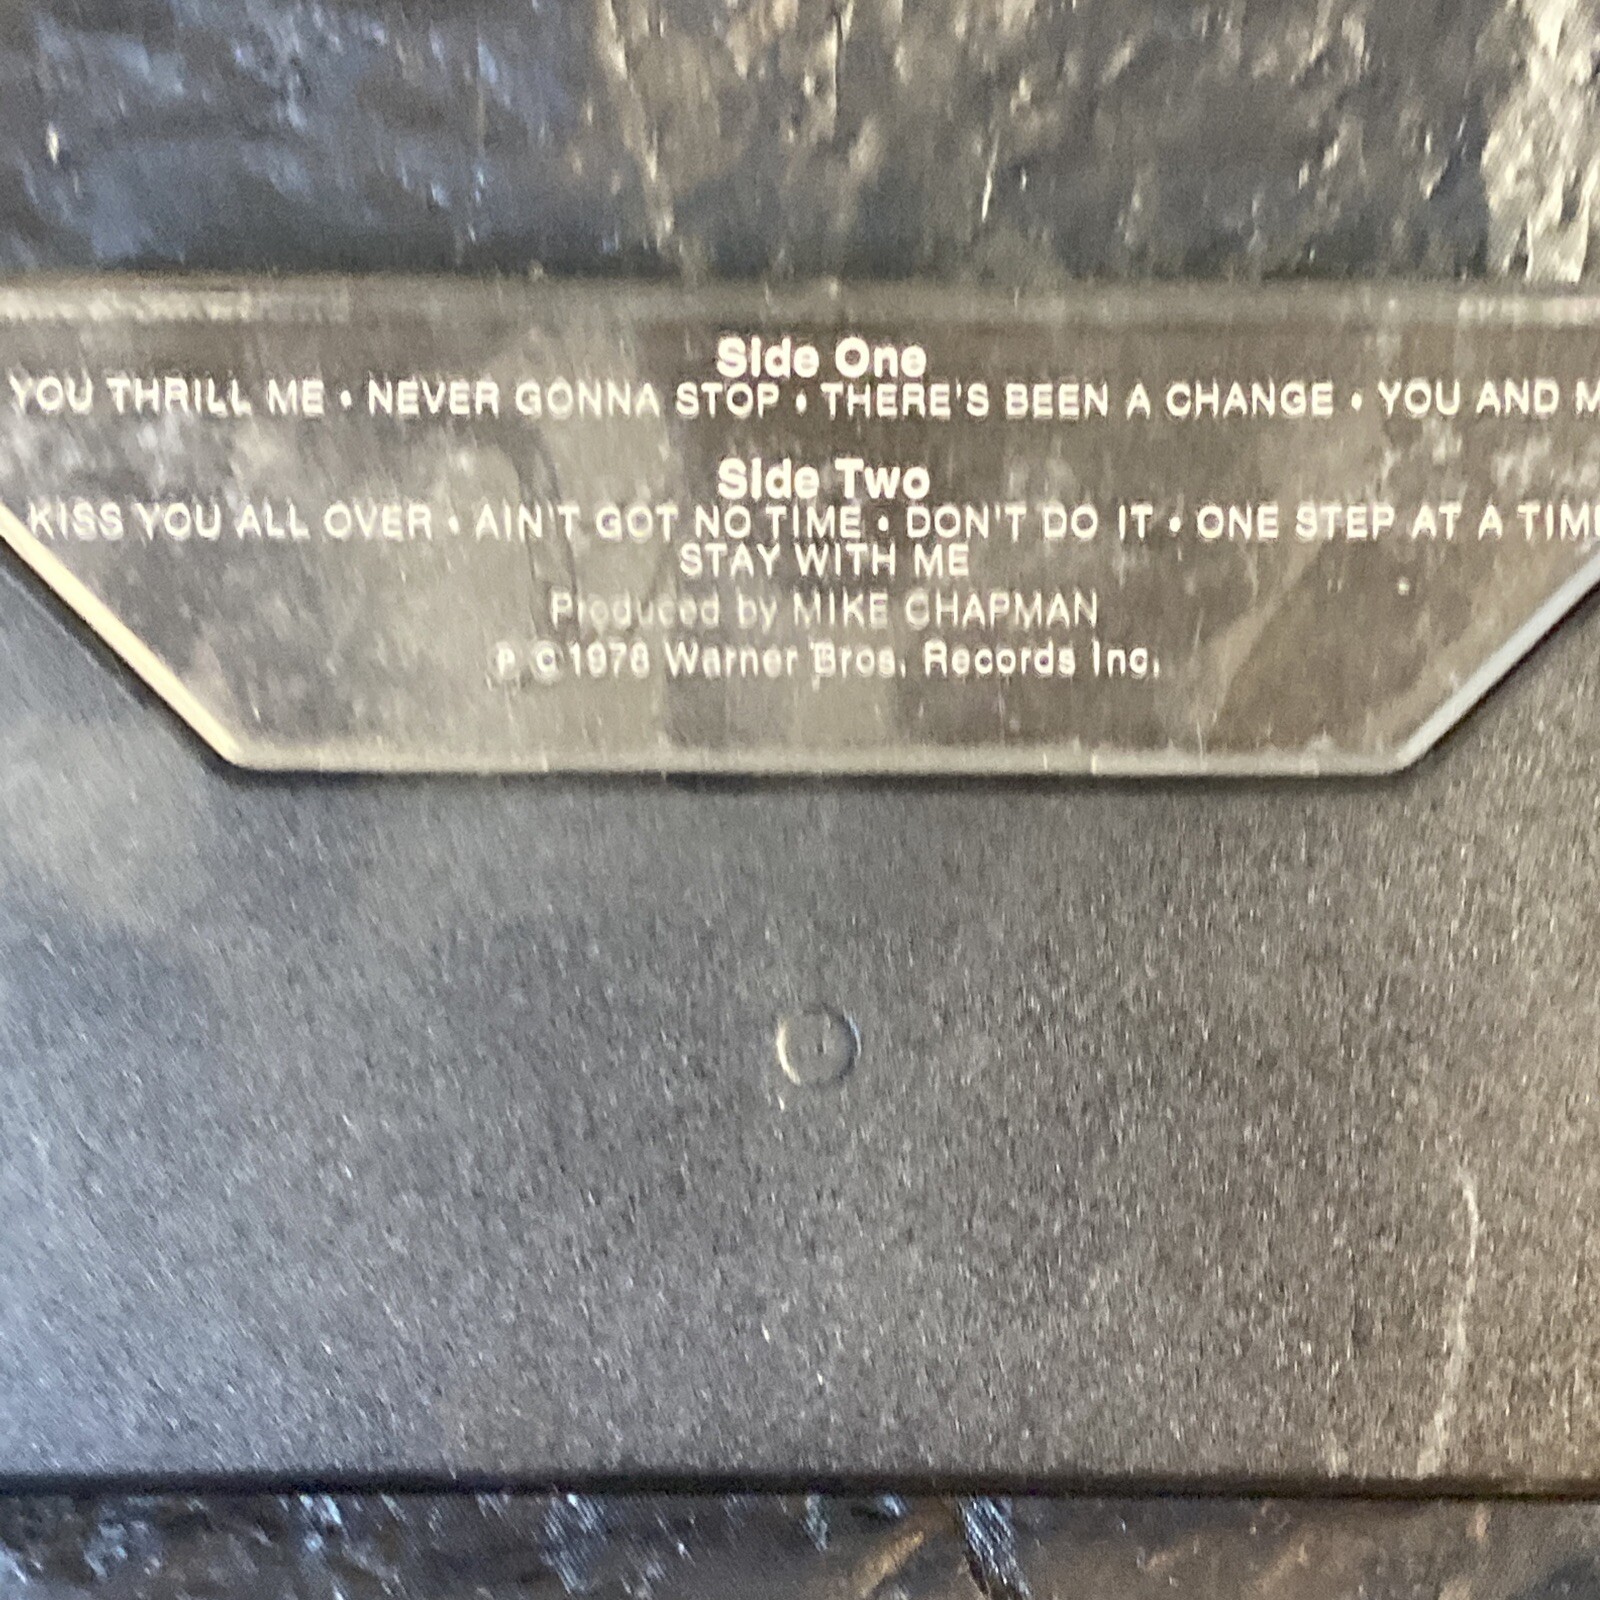 Side One
YOU THRILL ME • NEVER GONNA STOP • THERE'S BEEN A CHANGE • YOU AND M
Side Two
KISS YOU ALL OVER • AIN'T GOT NO TIME • DON'T DO IT • ONE STEP AT A TIME
STAY WITH ME
Produced by MIKE CHAPMAN
℗ © 1978 Warner Bros. Records Inc.